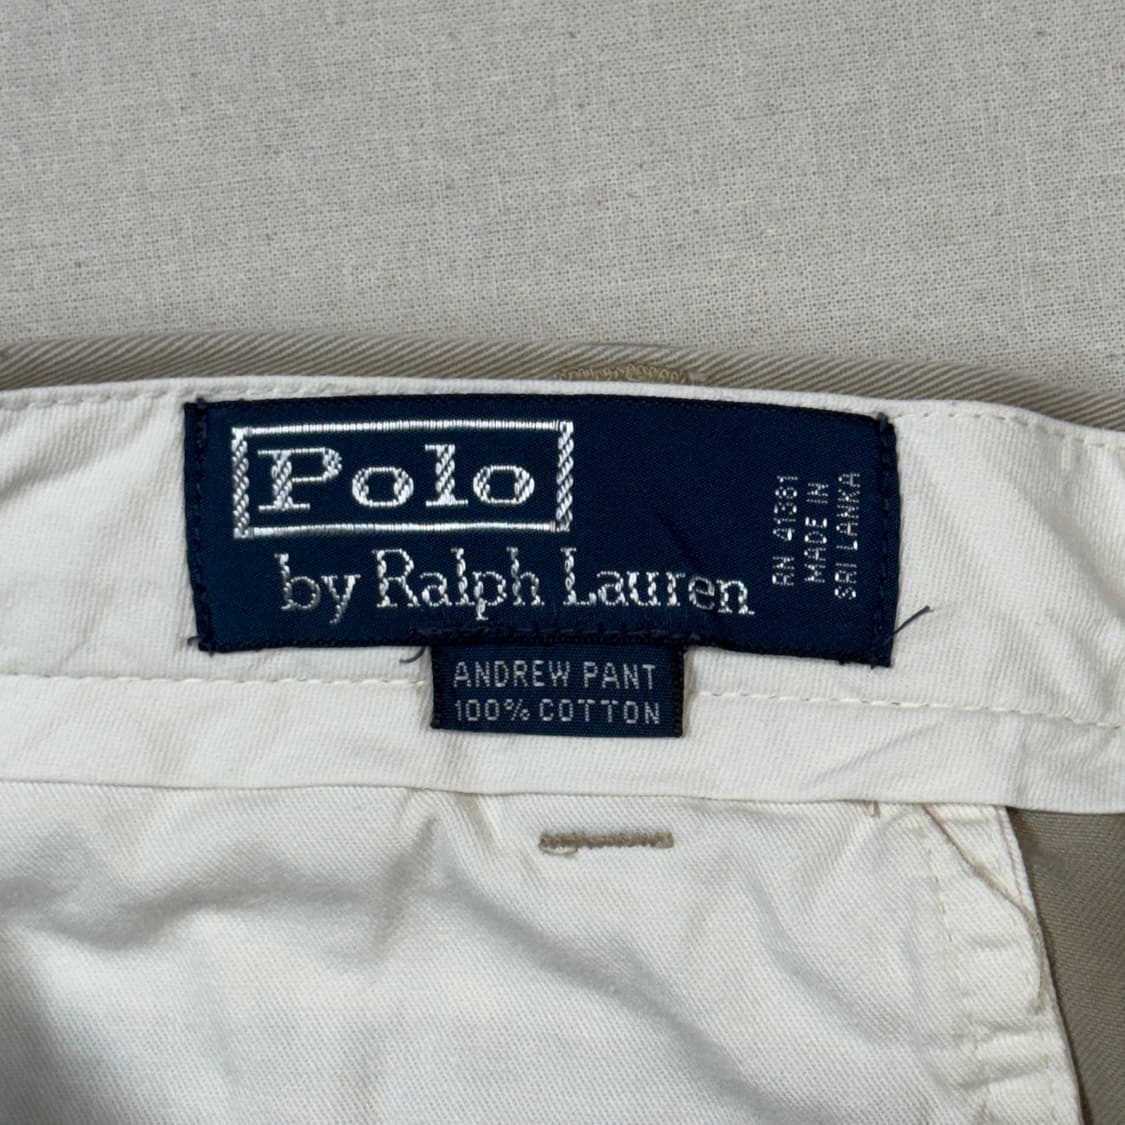 Polo
by Ralph Lauren
RN 41381
MADE IN
SRI LANKA
ANDREW PANT
100% COTTON